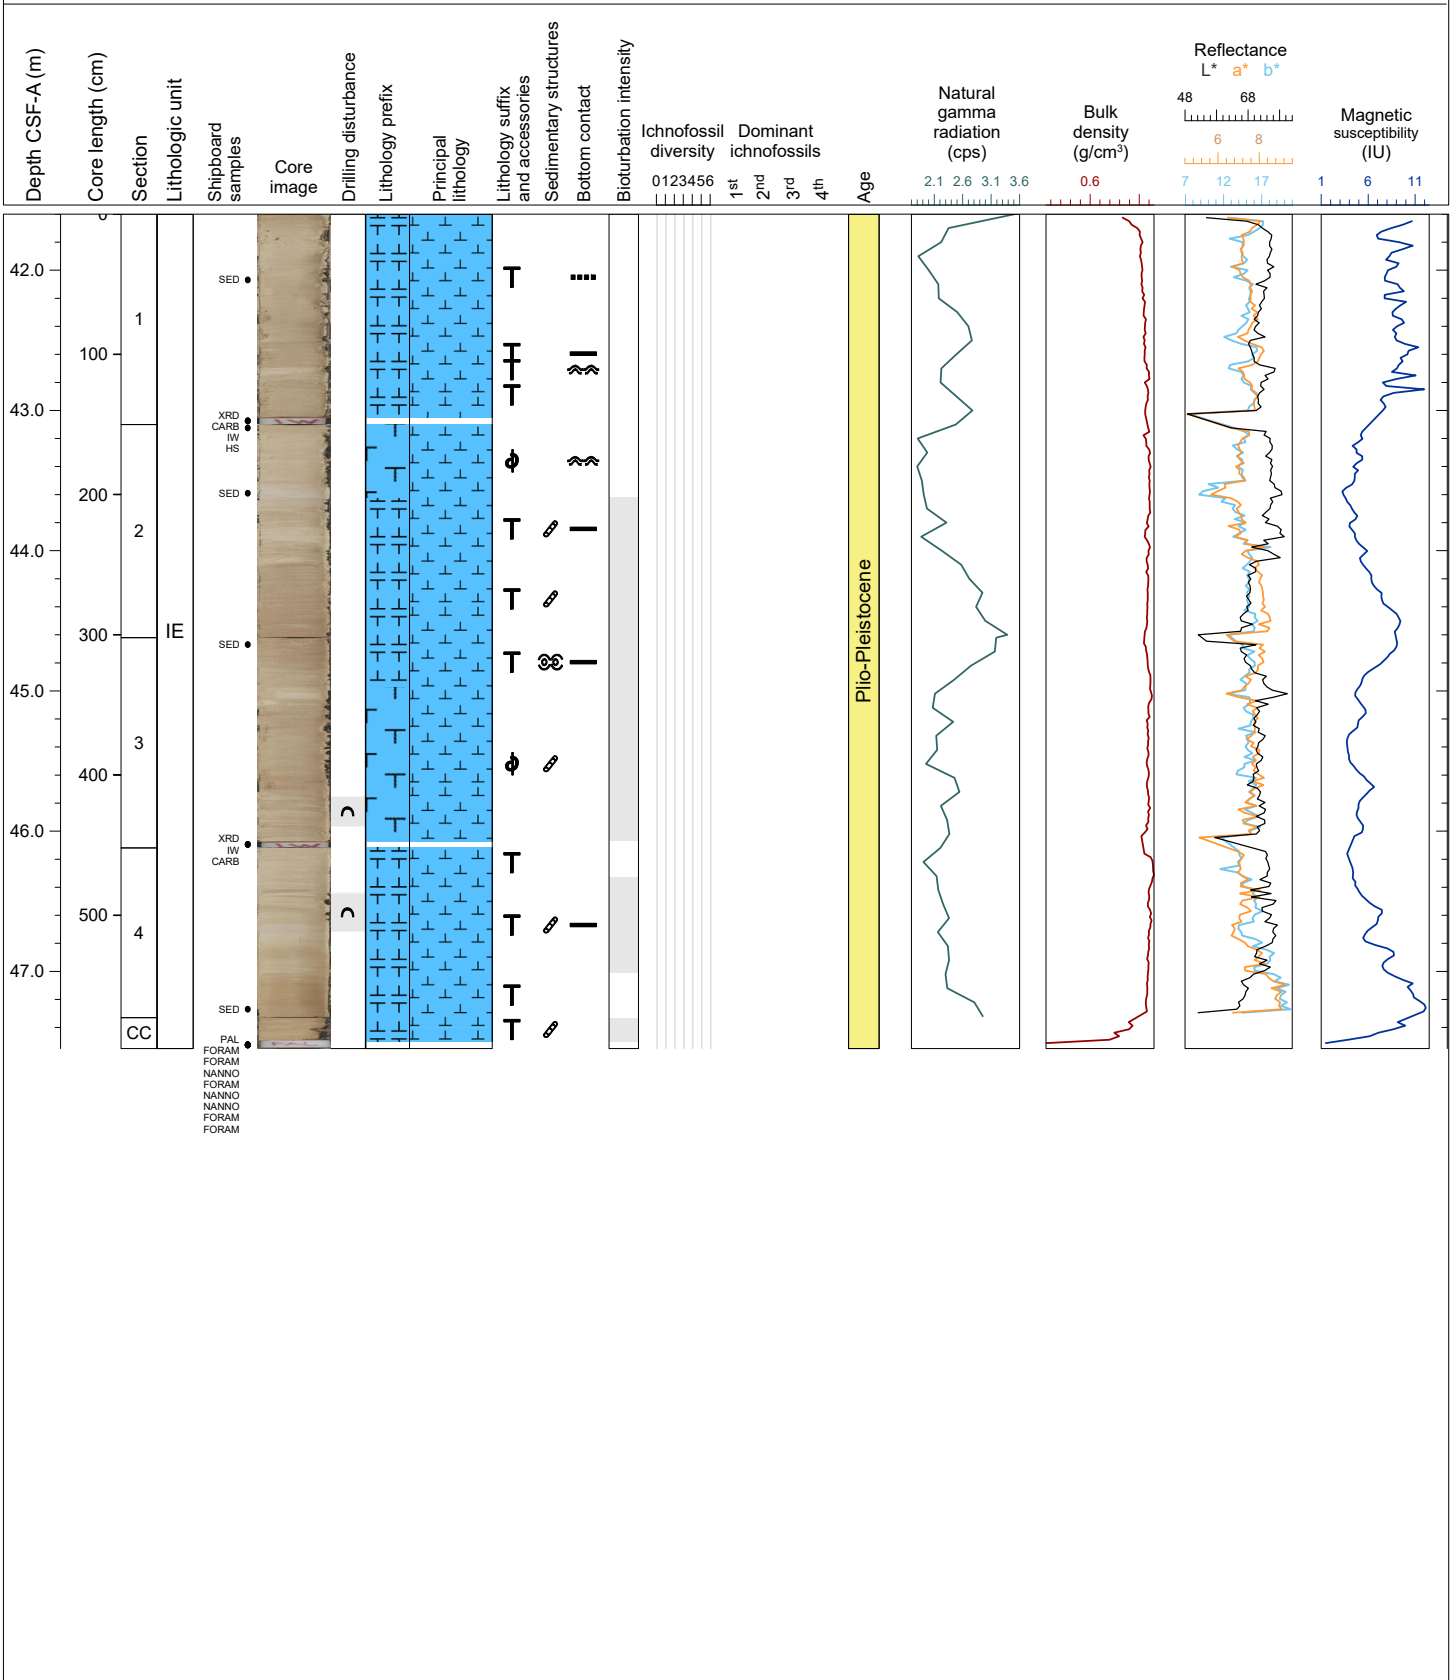 Depth CSF-A (m)
Core length (cm)
Section
Lithologic unit
Shipboard
samples
Core
image
Drilling disturbance
Lithology prefix
Principal
lithology
Lithology suffix
and accessories
Sedimentary structures
Bottom contact
Bioturbation intensity
Ichnofossil
diversity
0123456
Dominant
ichnofossils
1st
2nd
3rd
4th
Age
Natural
gamma
radiation
(cps)
2.1 2.6 3.1 3.6
Bulk
density
(g/cm³)
0.6
Reflectance
L* a* b*
48 68
6 8
7 12 17
Magnetic
susceptibility
(IU)
1 6 11
0
42.0
SED
1
100
43.0
XRD
CARB
IW
HS
IW
200
SED
2
44.0
IE
300
SED
Plio-Pleistocene
45.0
3
400
46.0
XRD
IW
CARB
IW
500
4
47.0
SED
CC
PAL
PAL
FORAM
FORAM
NANNO
FORAM
NANNO
NANNO
FORAM
FORAM